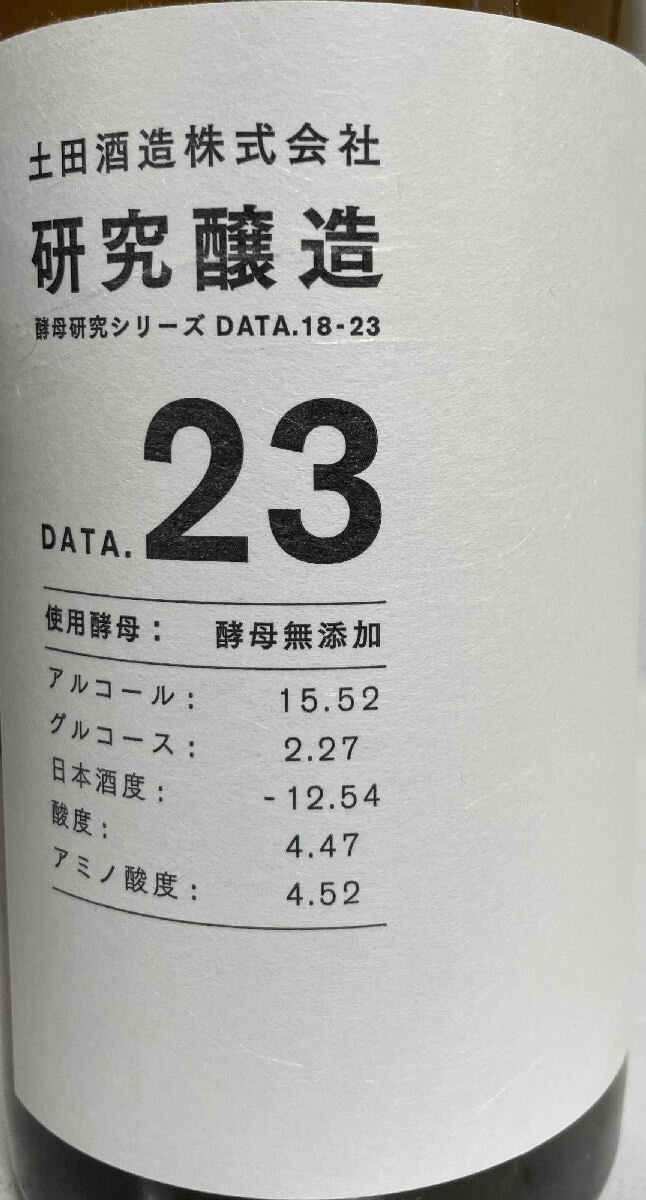 土田酒造株式会社
研究醸造
酵母研究シリーズ DATA.18-23
DATA.23
使用酵母： 酵母無添加
アルコール： 15.52
グルコース： 2.27
日本酒度： -12.54
酸度： 4.47
アミノ酸度： 4.52